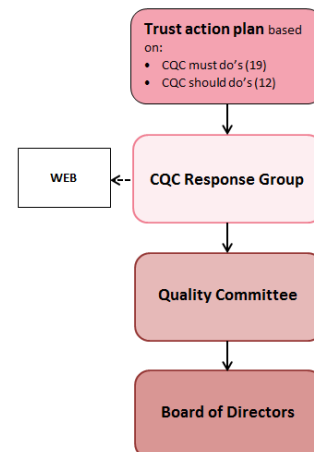 Trust action plan based
on:
• CQC must do's (19)
• CQC should do's (12)
WEB
CQC Response Group
Quality Committee
Board of Directors